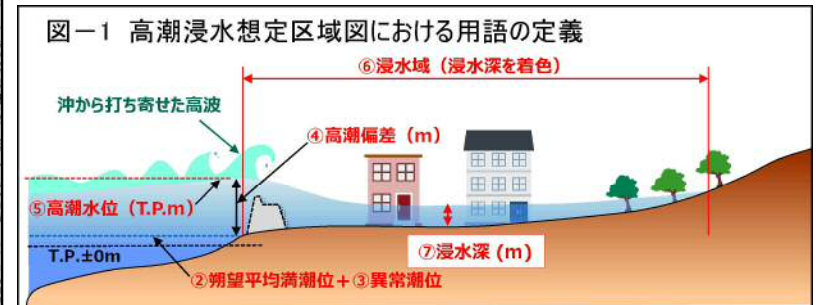 図－1 高潮浸水想定区域図における用語の定義
⑥浸水域（浸水深を着色）
沖から打ち寄せた高波
④高潮偏差（m）
⑤高潮水位（T.P.m）
⑦浸水深 (m)
T.P.±0m
②朔望平均満潮位＋③異常潮位